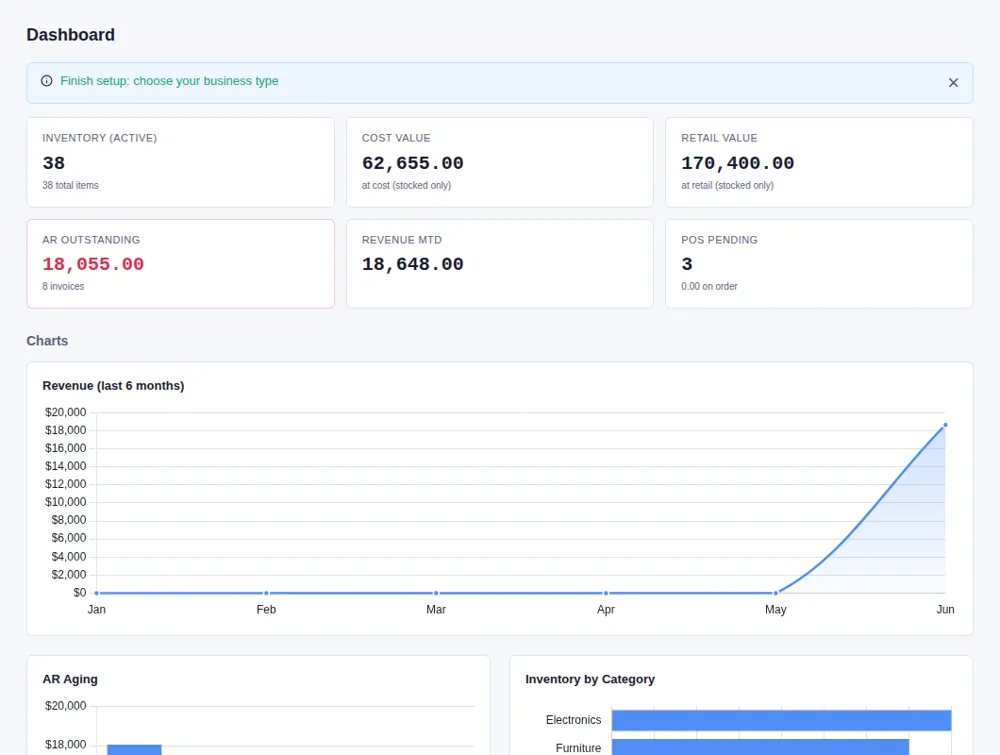 Dashboard
Finish setup: choose your business type
INVENTORY (ACTIVE)
38
38 total items
COST VALUE
62,655.00
at cost (stocked only)
RETAIL VALUE
170,400.00
at retail (stocked only)
AR OUTSTANDING
18,055.00
8 invoices
REVENUE MTD
18,648.00
POS PENDING
3
0.00 on order
Charts
Revenue (last 6 months)
$20,000
$18,000
$16,000
$14,000
$12,000
$10,000
$8,000
$6,000
$4,000
$2,000
$0
Jan Feb Mar Apr May Jun
AR Aging
$20,000
$18,000
Inventory by Category
Electronics
Furniture